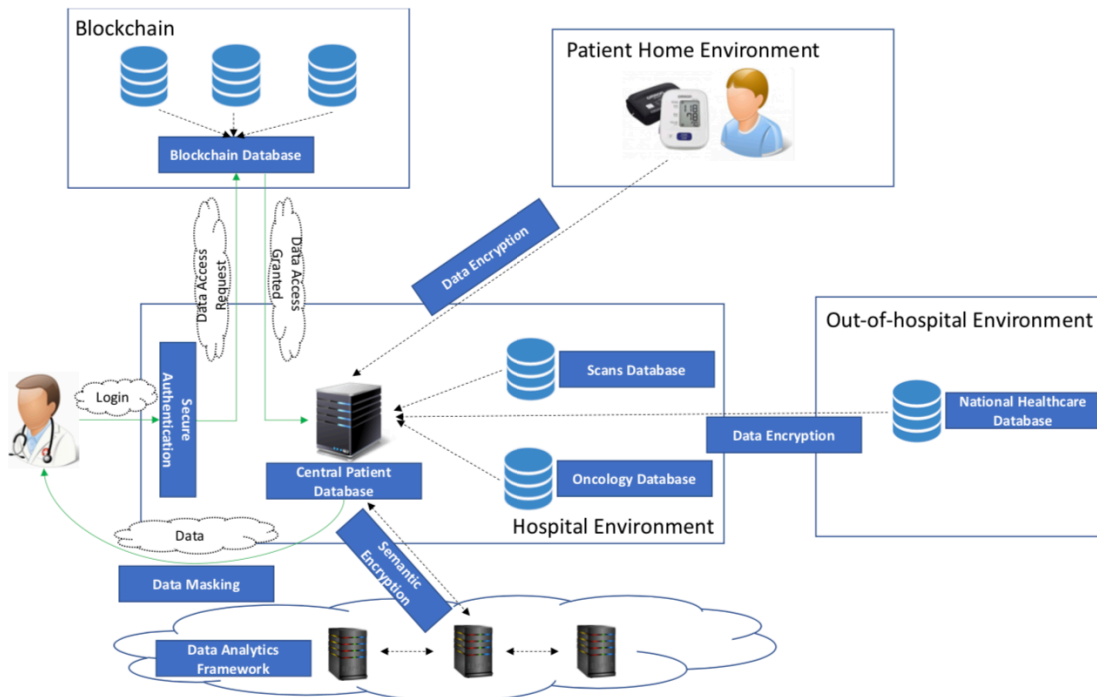 Blockchain
Blockchain Database
Patient Home Environment
Data Encryption
Data Access
Request
Data Access
Granted
Out-of-hospital Environment
National Healthcare
Database
Data Encryption
Scans Database
Oncology Database
Hospital Environment
Login
Secure
Authentication
Central Patient
Database
Data
Data Masking
Semantic
Encryption
Data Analytics
Framework